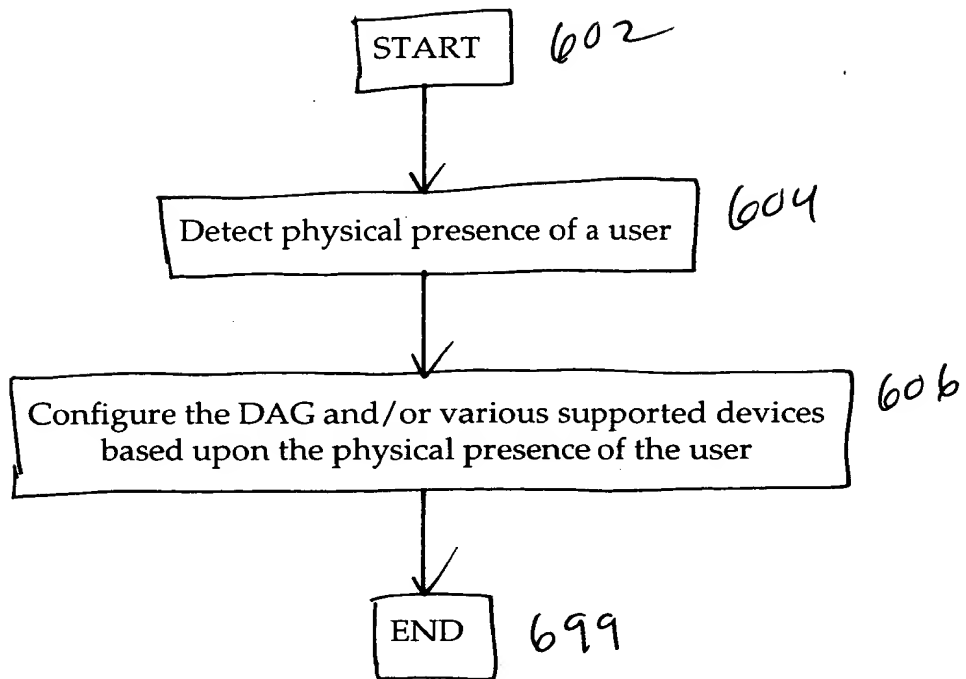 START 602
Detect physical presence of a user 604
Configure the DAG and/or various supported devices 606
based upon the physical presence of the user
END 699